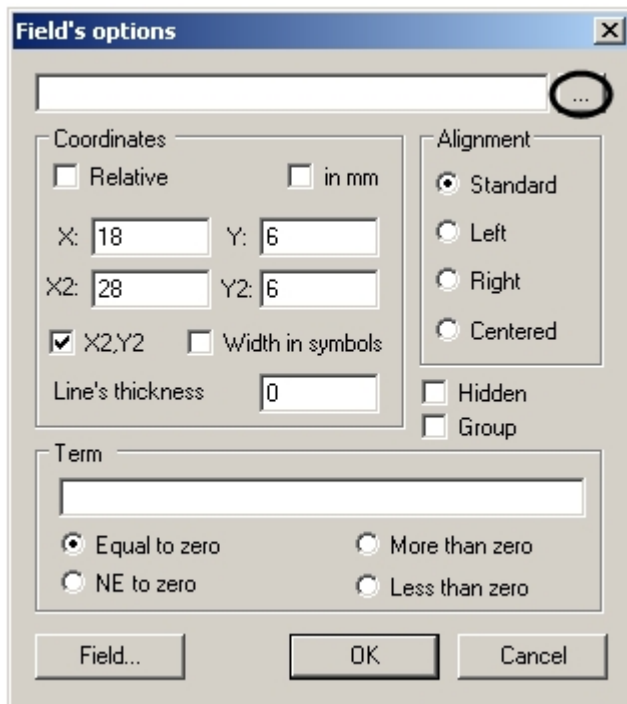 Field's options
...
Coordinates
Alignment
Relative
in mm
Standard
X: 18
Y: 6
Left
X2: 28
Y2: 6
Right
X2,Y2
Width in symbols
Centered
Line's thickness
0
Hidden
Group
Term
Equal to zero
More than zero
NE to zero
Less than zero
Field...
OK
Cancel